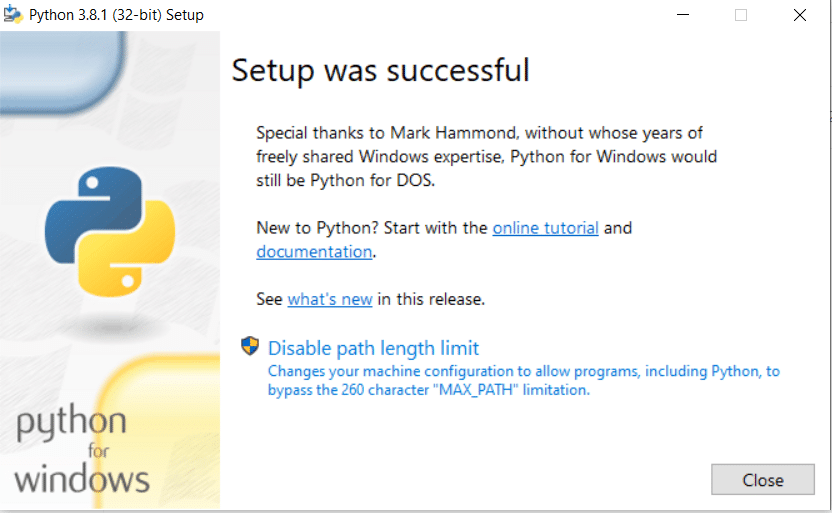 Python 3.8.1 (32-bit) Setup
Setup was successful
Special thanks to Mark Hammond, without whose years of
freely shared Windows expertise, Python for Windows would
still be Python for DOS.
New to Python? Start with the online tutorial and
documentation.
See what's new in this release.
Disable path length limit
Changes your machine configuration to allow programs, including Python, to
bypass the 260 character "MAX_PATH" limitation.
python
for
windows
Close